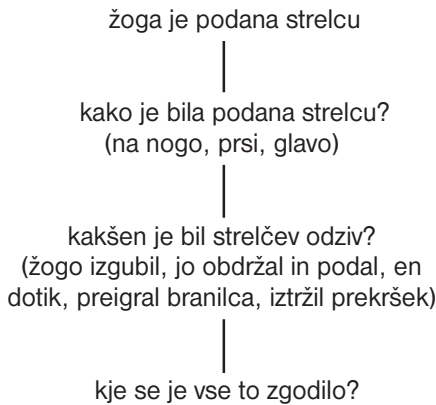 žoga je podana strelcu
kako je bila podana strelcu?
(na nogo, prsi, glavo)
kakšen je bil strelčev odziv?
(žogo izgubil, jo obdržal in podal, en
dotik, preigral branilca, iztržil prekršek)
kje se je vse to zgodilo?